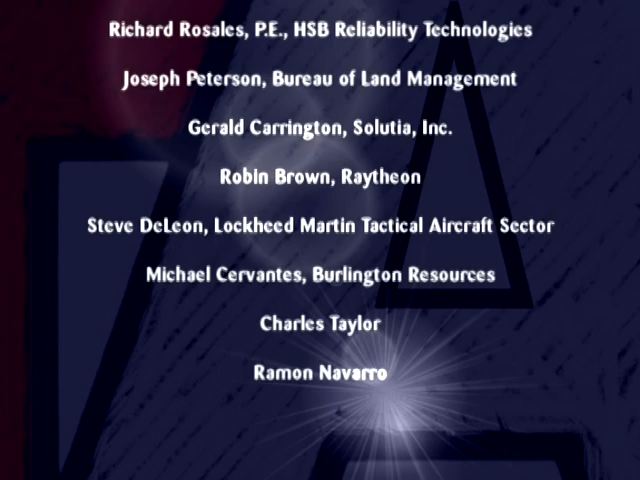 Richard Rosales, P.E., HSB Reliability Technologies
Joseph Peterson, Bureau of Land Management
Gerald Carrington, Solutia, Inc.
Robin Brown, Raytheon
Steve DeLeon, Lockheed Martin Tactical Aircraft Sector
Michael Cervantes, Burlington Resources
Charles Taylor
Ramon Navarro